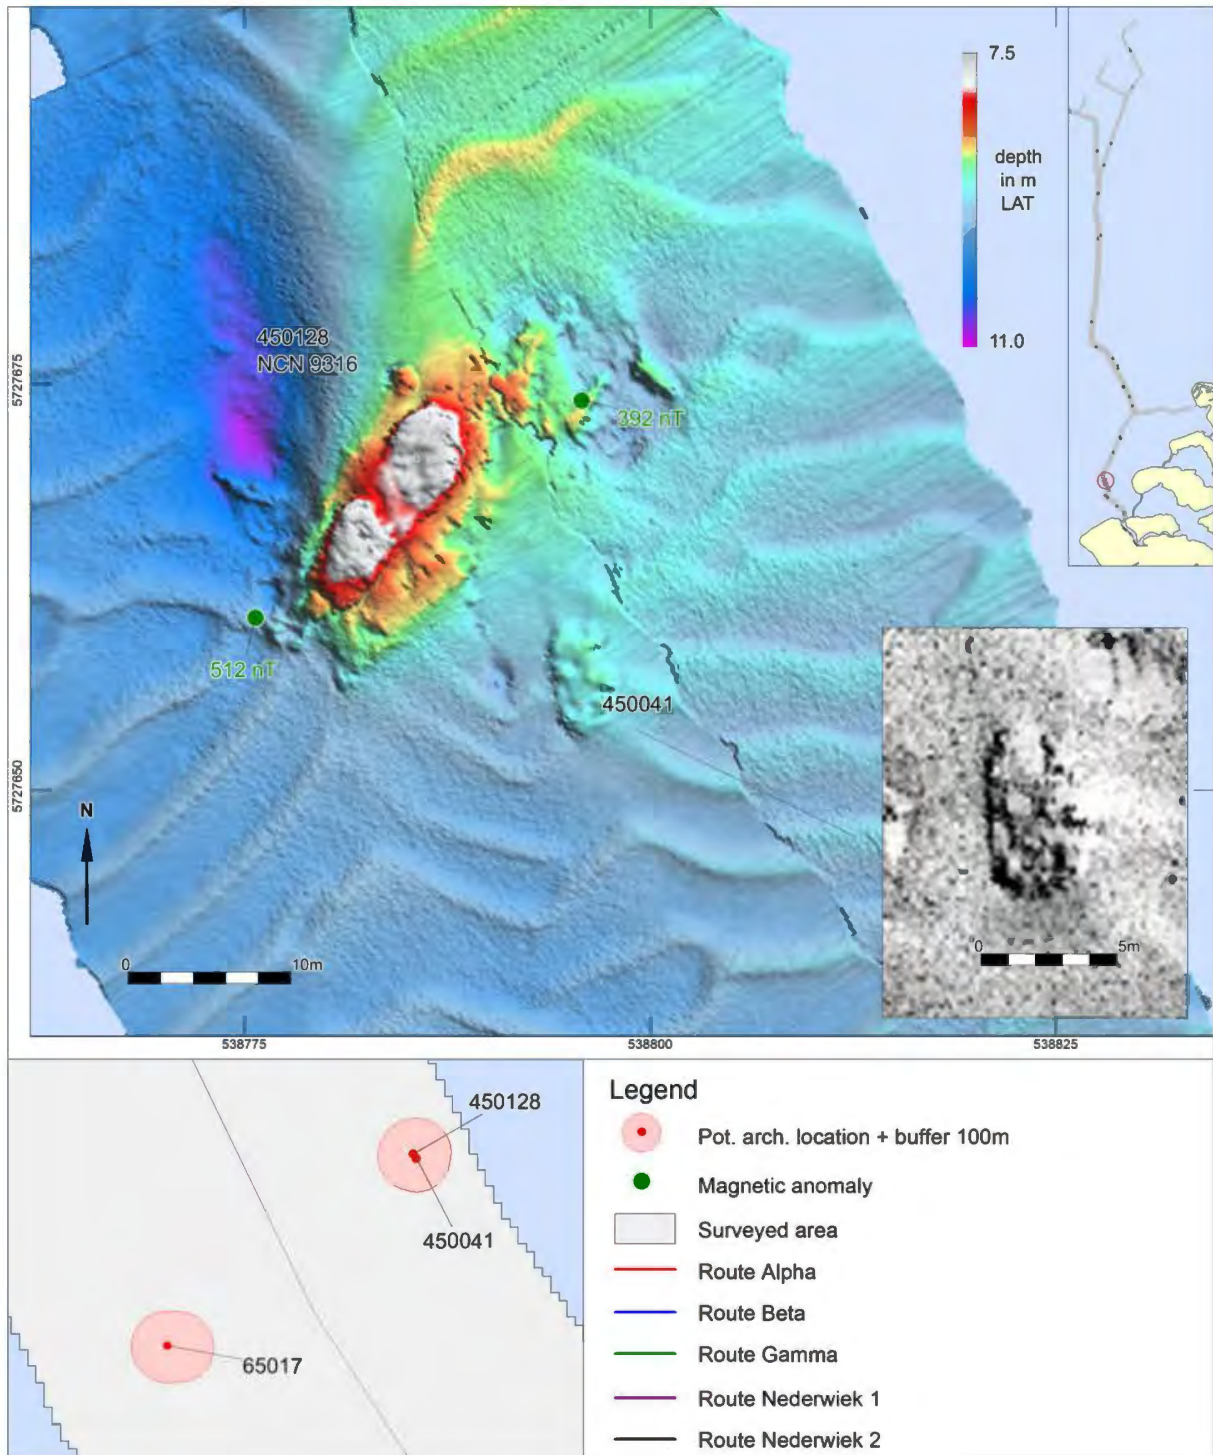 7.5
depth
in m
LAT
11.0
450128
NCN 9316
5727675
392 nT
512 nT
450041
5727650
N
0 10m
0 5m
538775 538800 538825
450128
450041
65017
Legend
Pot. arch. location + buffer 100m
Magnetic anomaly
Surveyed area
Route Alpha
Route Beta
Route Gamma
Route Nederwiek 1
Route Nederwiek 2